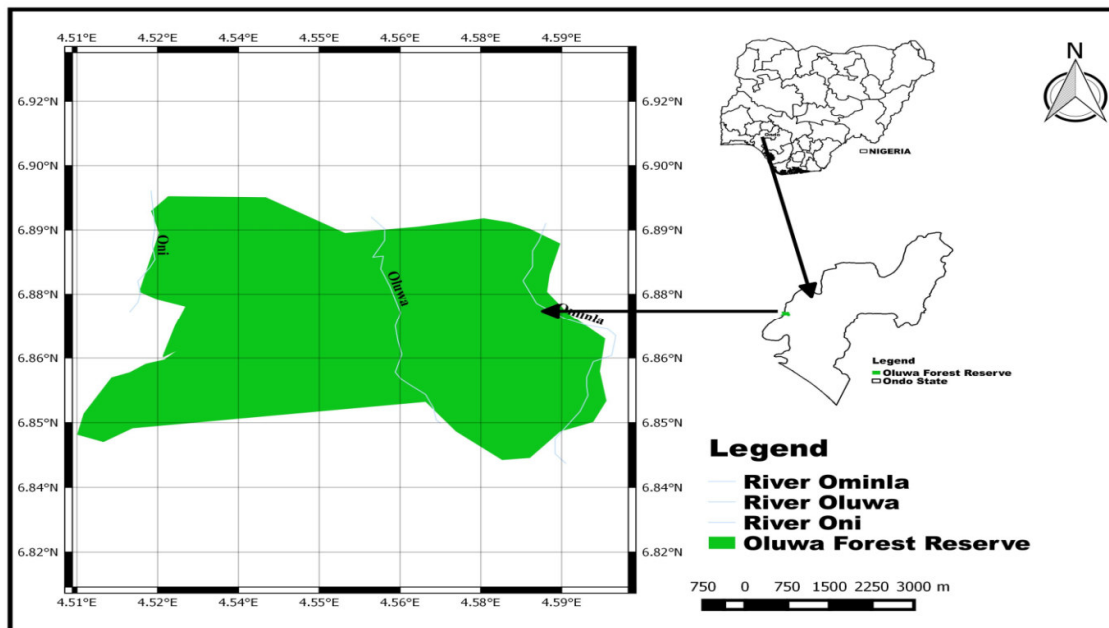 4.51°E 4.52°E 4.54°E 4.55°E 4.56°E 4.58°E 4.59°E
6.92°N 6.92°N
6.90°N 6.90°N
6.89°N 6.89°N
6.88°N 6.88°N
6.86°N 6.86°N
6.85°N 6.85°N
6.84°N 6.84°N
6.82°N 6.82°N
4.51°E 4.52°E 4.54°E 4.55°E 4.56°E 4.58°E 4.59°E
Oni
Oluwa
Ominla
N
NIGERIA
Legend
Oluwa Forest Reserve
Ondo State
Legend
River Ominla
River Oluwa
River Oni
Oluwa Forest Reserve
750 0 750 1500 2250 3000 m